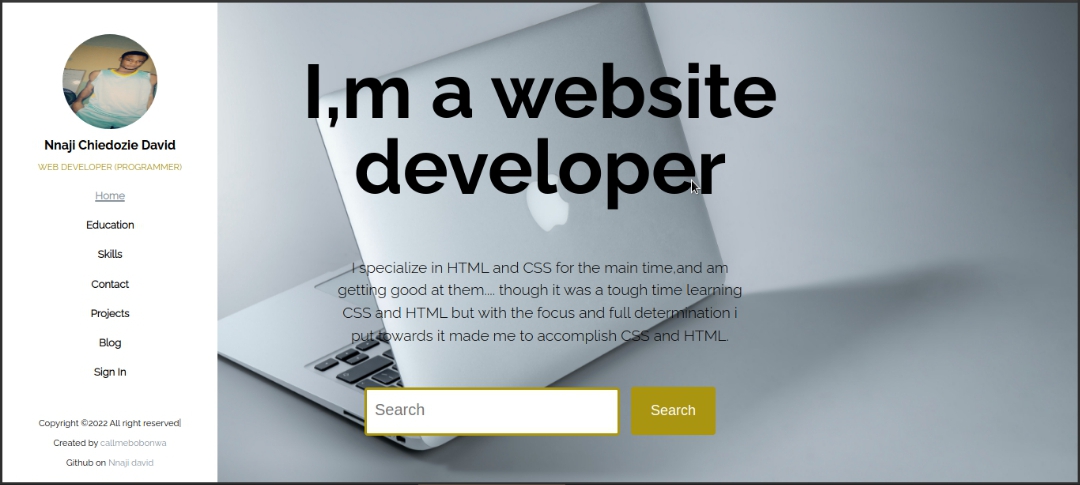 Nnaji Chiedozie David
WEB DEVELOPER (PROGRAMMER)
Home
Education
Skills
Contact
Projects
Blog
Sign In
Copyright ©2022 All right reserved|
Created by callmebobonwa
Github on Nnaji david
I,m a website
developer
I specialize in HTML and CSS for the main time,and am
getting good at them.... though it was a tough time learning
CSS and HTML but with the focus and full determination i
put towards it made me to accomplish CSS and HTML.
Search
Search